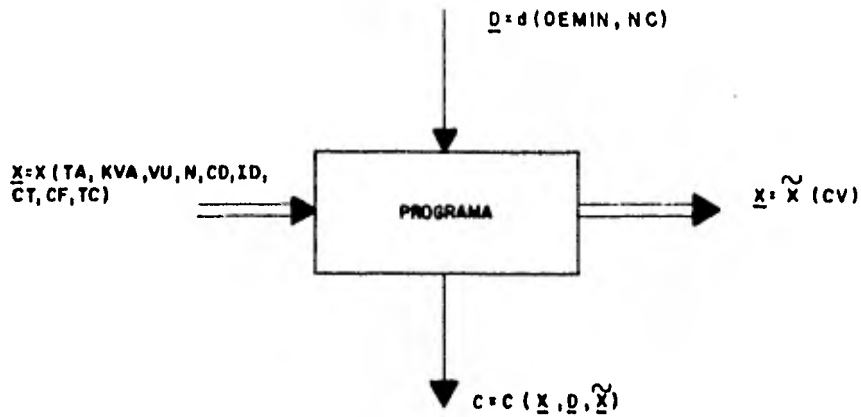 D=d(OEMIN, NC)
X=X(TA, KVA,VU,N,CD,ID,
CT,CF,TC)
PROGRAMA
X= X̃ (CV)
C=C(X,D,X̃)